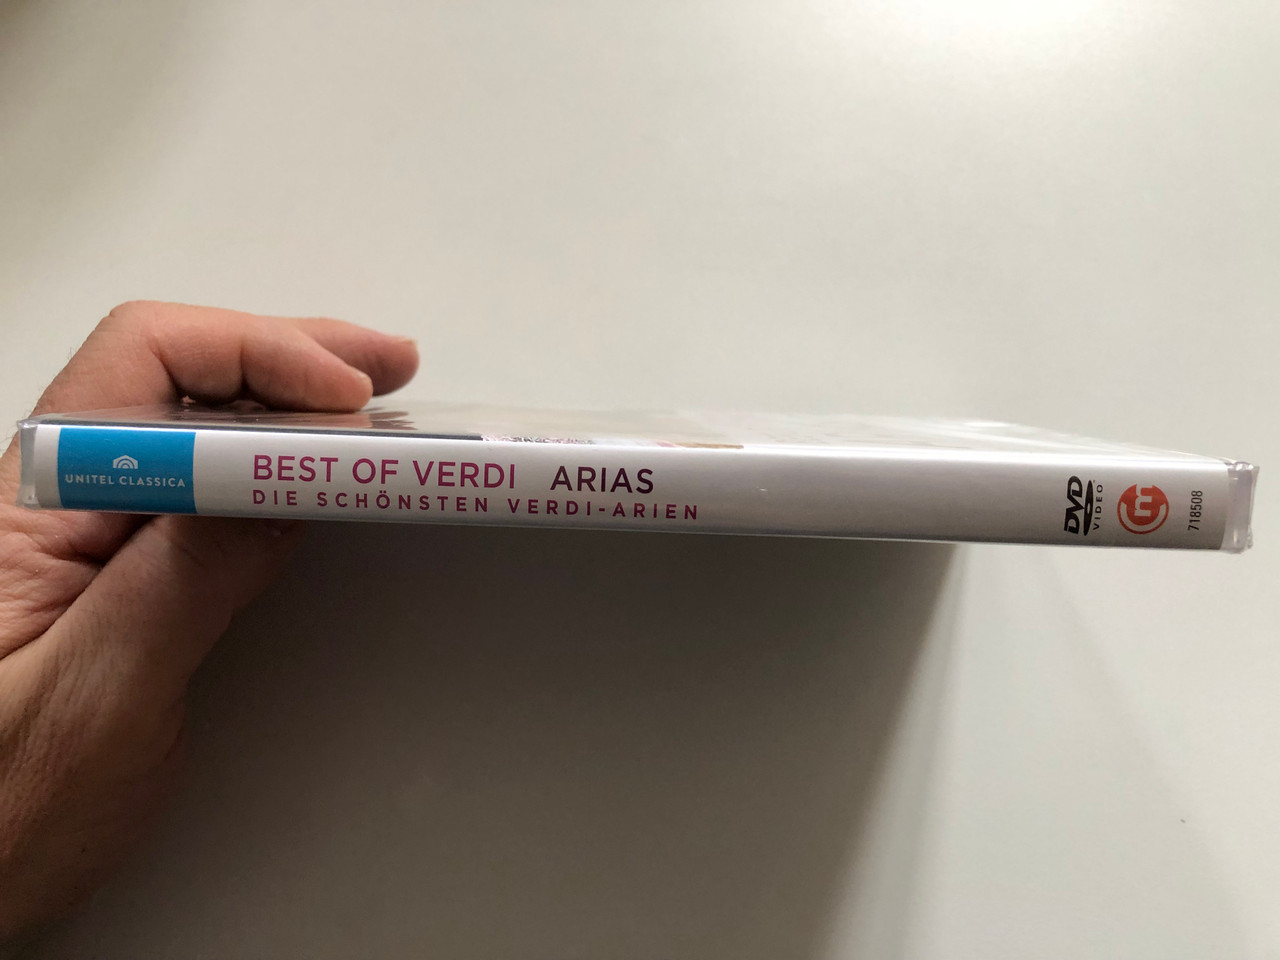 UNITEL CLASSICA
BEST OF VERDI ARIAS
DIE SCHÖNSTEN VERDI-ARIEN
DVD
VIDEO
m
718508